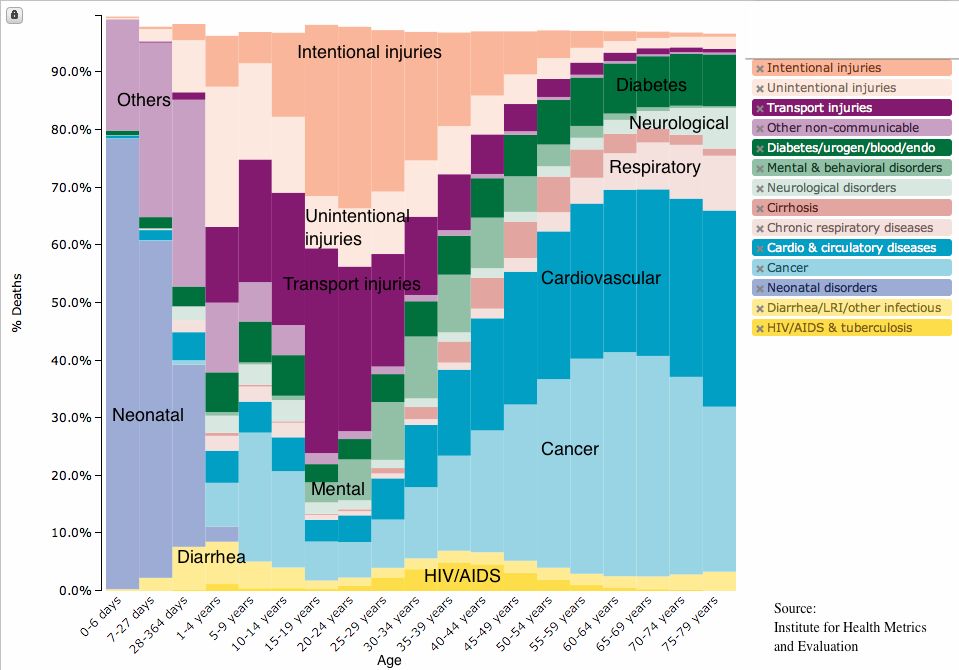 % Deaths
90.0%
80.0%
70.0%
60.0%
50.0%
40.0%
30.0%
20.0%
10.0%
0.0%
Intentional injuries
Others
Diabetes
Neurological
Respiratory
Unintentional
injuries
Transport injuries
Cardiovascular
Neonatal
Cancer
Mental
Diarrhea
HIV/AIDS
0-6 days
7-27 days
28-364 days
1-4 years
5-9 years
10-14 years
15-19 years
20-24 years
25-29 years
30-34 years
35-39 years
40-44 years
45-49 years
50-54 years
55-59 years
60-64 years
65-69 years
70-74 years
75-79 years
Age
× Intentional injuries
× Unintentional injuries
× Transport injuries
× Other non-communicable
× Diabetes/urogen/blood/endo
× Mental & behavioral disorders
× Neurological disorders
× Cirrhosis
× Chronic respiratory diseases
× Cardio & circulatory diseases
× Cancer
× Neonatal disorders
× Diarrhea/LRI/other infectious
× HIV/AIDS & tuberculosis
Source:
Institute for Health Metrics
and Evaluation